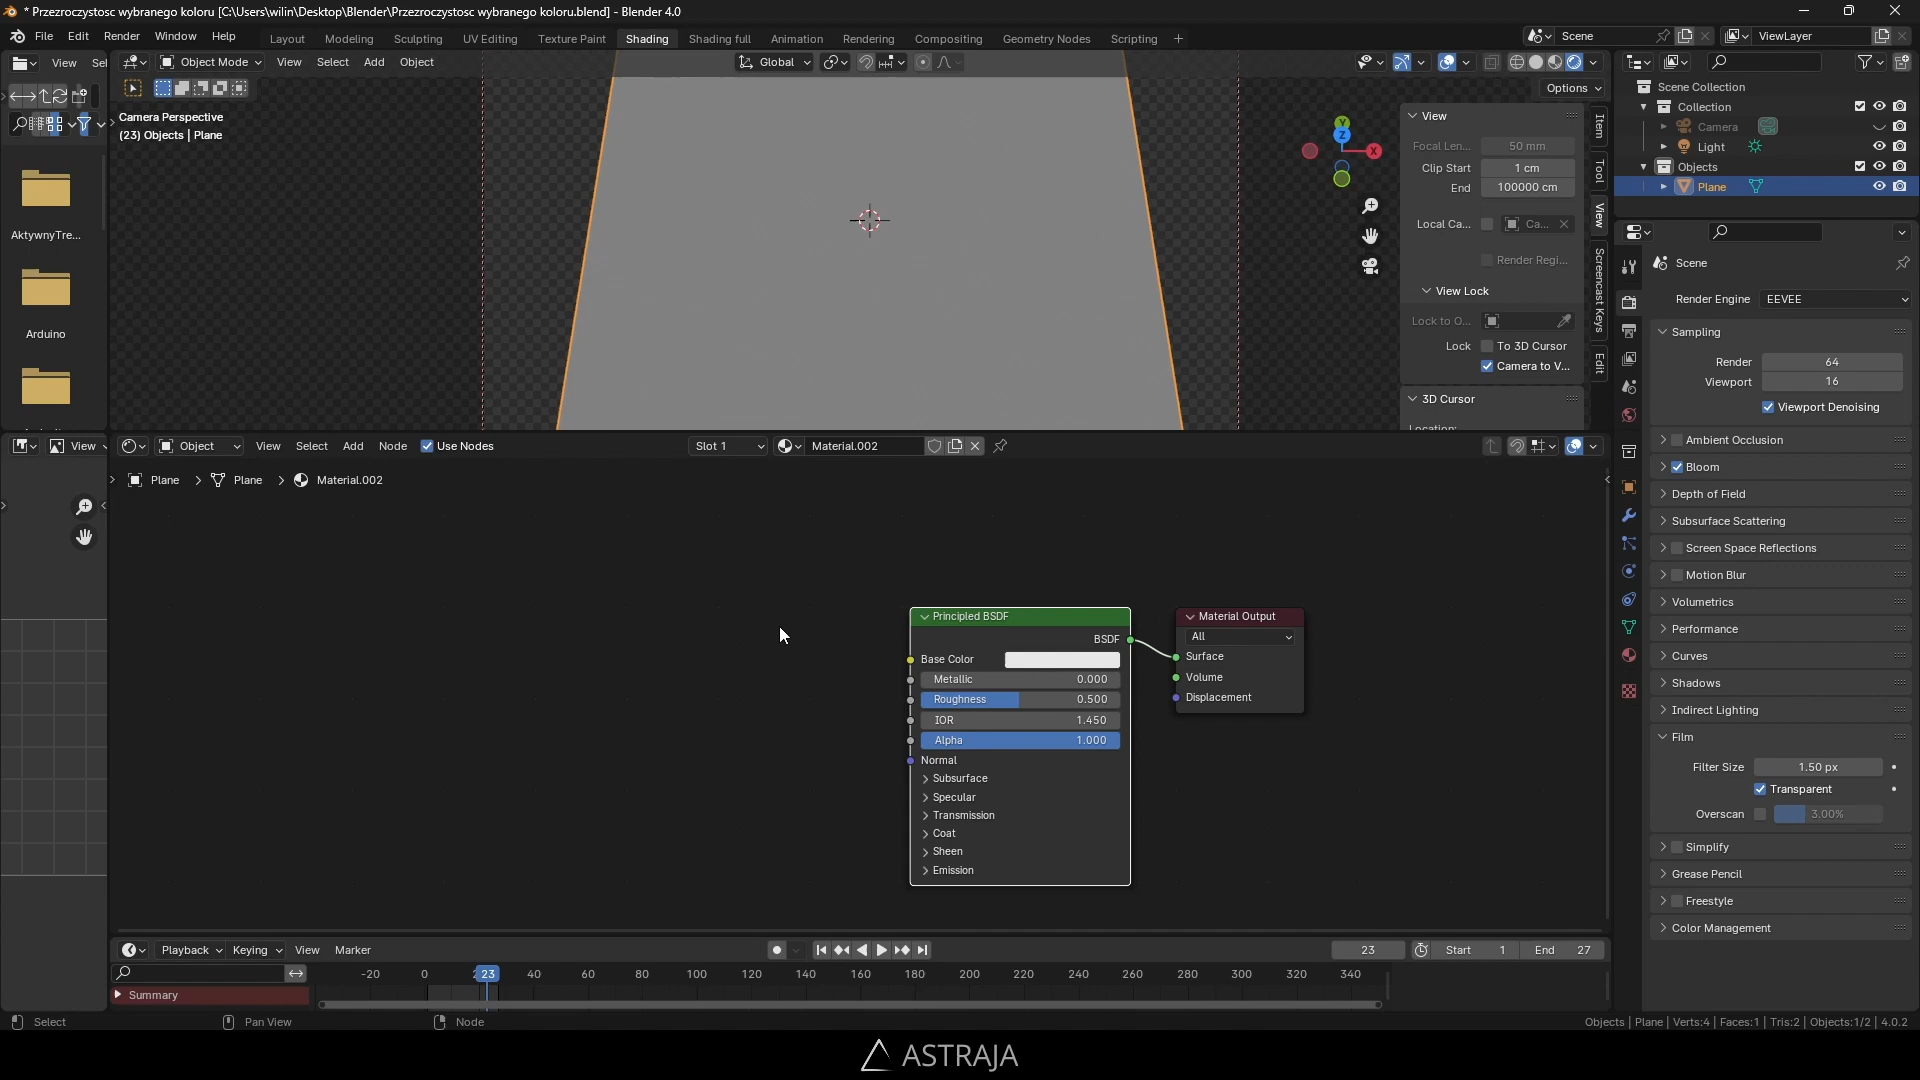 * Przezroczystosc wybranego koloru [C:\Users\wilin\Desktop\Blender\Przezroczystosc wybranego koloru.blend] - Blender 4.0
File Edit Render Window Help
Layout Modeling Sculpting UV Editing Texture Paint Shading Shading full Animation Rendering Compositing Geometry Nodes Scripting +
Scene
ViewLayer
View Sel
Object Mode View Select Add Object
Global
Options
Camera Perspective
(23) Objects | Plane
AktywnyTre...
Arduino
Y
Z
X
View
Focal Len... 50 mm
Clip Start 1 cm
End 100000 cm
Local Ca... Ca...
Render Regi...
View Lock
Lock to O...
Lock To 3D Cursor
Camera to V...
3D Cursor
Location:
Item
Tool
View
Screencast Keys
Edit
Scene Collection
Collection
Camera
Light
Objects
Plane
Scene
Render Engine EEVEE
Sampling
Render 64
Viewport 16
Viewport Denoising
Ambient Occlusion
Bloom
Depth of Field
Subsurface Scattering
Screen Space Reflections
Motion Blur
Volumetrics
Performance
Curves
Shadows
Indirect Lighting
Film
Filter Size 1.50 px
Transparent
Overscan 3.00%
Simplify
Grease Pencil
Freestyle
Color Management
View
Object View Select Add Node Use Nodes
Slot 1
Material.002
Plane Plane Material.002
Principled BSDF
BSDF
Base Color
Metallic 0.000
Roughness 0.500
IOR 1.450
Alpha 1.000
Normal
Subsurface
Specular
Transmission
Coat
Sheen
Emission
Material Output
All
Surface
Volume
Displacement
Playback Keying View Marker
23 Start 1 End 27
-20 0 23 40 60 80 100 120 140 160 180 200 220 240 260 280 300 320 340
Summary
Select Pan View Node
Objects | Plane | Verts:4 | Faces:1 | Tris:2 | Objects:1/2 | 4.0.2
ASTRAJA